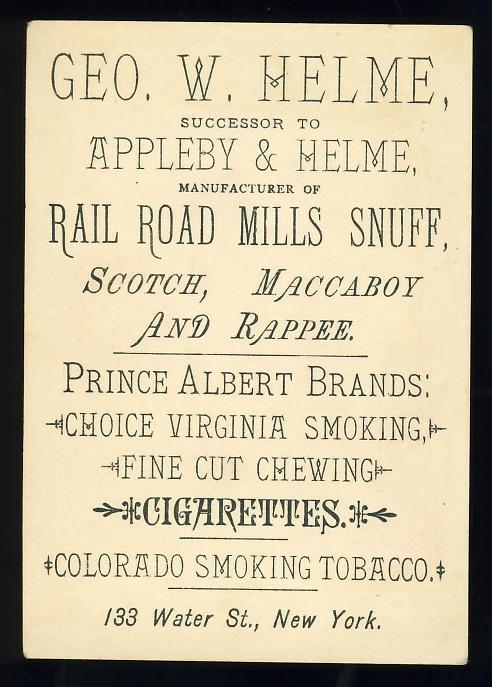 GEO. W. HELME,
SUCCESSOR TO
APPLEBY & HELME,
MANUFACTURER OF
RAIL ROAD MILLS SNUFF,
SCOTCH, MACCABOY
AND RAPPEE.
PRINCE ALBERT BRANDS:
CHOICE VIRGINIA SMOKING,
FINE CUT CHEWING
CIGARETTES.
COLORADO SMOKING TOBACCO.
133 Water St., New York.